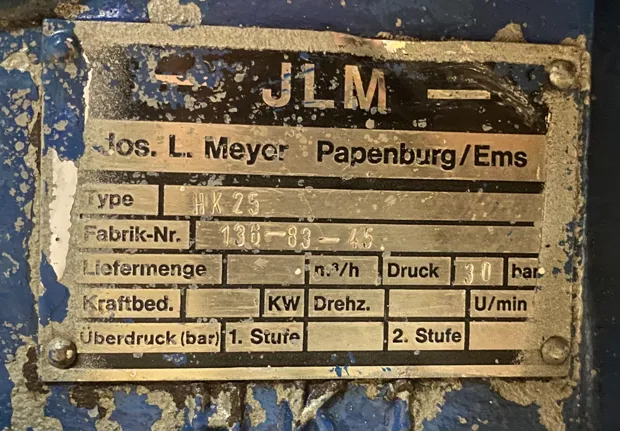 — JLM —
Jos. L. Meyer Papenburg/Ems
Type HK 25
Fabrik-Nr. 136-83-45
Liefermenge n.³/h Druck 30 bar
Kraftbed. KW Drehz. U/min
Überdruck (bar) 1. Stufe 2. Stufe